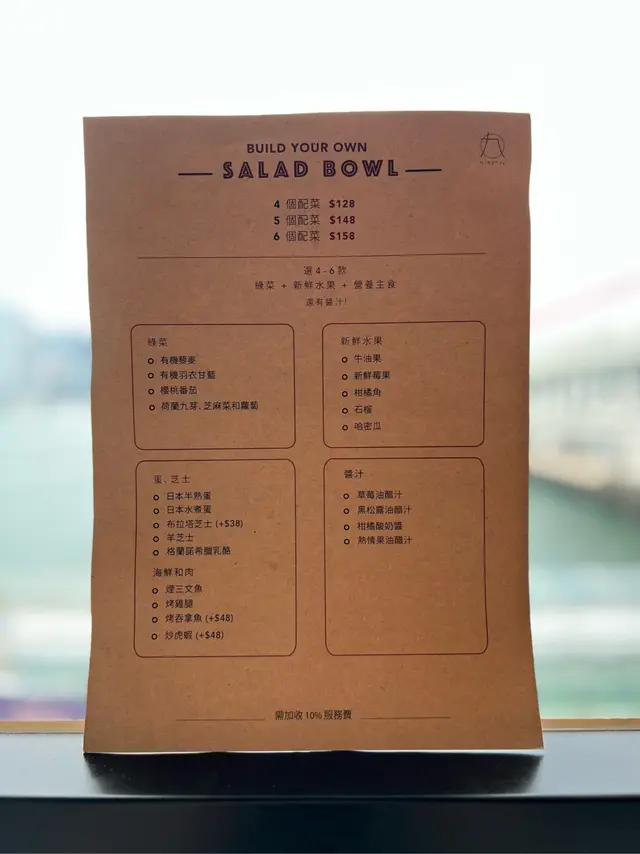 BUILD YOUR OWN
SALAD BOWL
4 個配菜 $128
5 個配菜 $148
6 個配菜 $158
選 4-6 款
綠菜 + 新鮮水果 + 營養主食
還有醬汁!
綠菜
有機藜麥
有機羽衣甘藍
櫻桃番茄
荷蘭九芽、芝麻菜和蘿蔔
新鮮水果
牛油果
新鮮莓果
柑橘角
石榴
哈密瓜
蛋、芝士
日本半熟蛋
日本水煮蛋
布拉塔芝士 (+$38)
羊芝士
格蘭諾希臘乳酪
海鮮和肉
煙三文魚
烤雞腿
烤吞拿魚 (+$48)
炒虎蝦 (+$48)
醬汁
草莓油醋汁
黑松露油醋汁
柑橘酸奶醬
熱情果油醋汁
需加收 10% 服務費